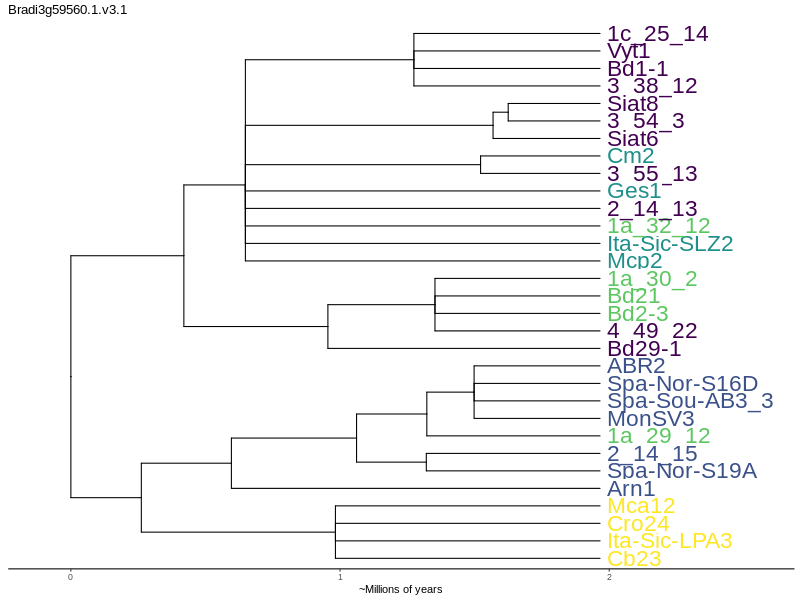 Bradi3g59560.1.v3.1
1c_25_14
Vyt1
Bd1-1
3_38_12
Siat8
3_54_3
Siat6
Cm2
3_55_13
Ges1
2_14_13
1a_32_12
Ita-Sic-SLZ2
Mcp2
1a_30_2
Bd21
Bd2-3
4_49_22
Bd29-1
ABR2
Spa-Nor-S16D
Spa-Sou-AB3_3
MonSV3
1a_29_12
2_14_15
Spa-Nor-S19A
Arn1
Mca12
Cro24
Ita-Sic-LPA3
Cb23
0 1 2
~Millions of years